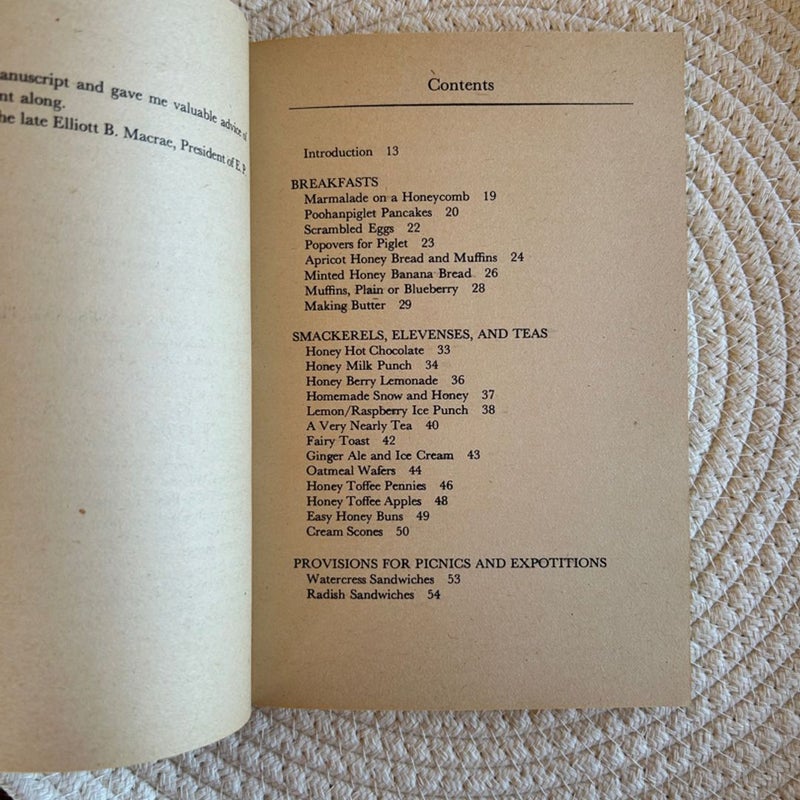 anuscript and gave me valuable advice of
nt along.
he late Elliott B. Macrae, President of E. P.
Contents
Introduction 13
BREAKFASTS
Marmalade on a Honeycomb 19
Poohanpiglet Pancakes 20
Scrambled Eggs 22
Popovers for Piglet 23
Apricot Honey Bread and Muffins 24
Minted Honey Banana Bread 26
Muffins, Plain or Blueberry 28
Making Butter 29
SMACKERELS, ELEVENSES, AND TEAS
Honey Hot Chocolate 33
Honey Milk Punch 34
Honey Berry Lemonade 36
Homemade Snow and Honey 37
Lemon/Raspberry Ice Punch 38
A Very Nearly Tea 40
Fairy Toast 42
Ginger Ale and Ice Cream 43
Oatmeal Wafers 44
Honey Toffee Pennies 46
Honey Toffee Apples 48
Easy Honey Buns 49
Cream Scones 50
PROVISIONS FOR PICNICS AND EXPOTITIONS
Watercress Sandwiches 53
Radish Sandwiches 54